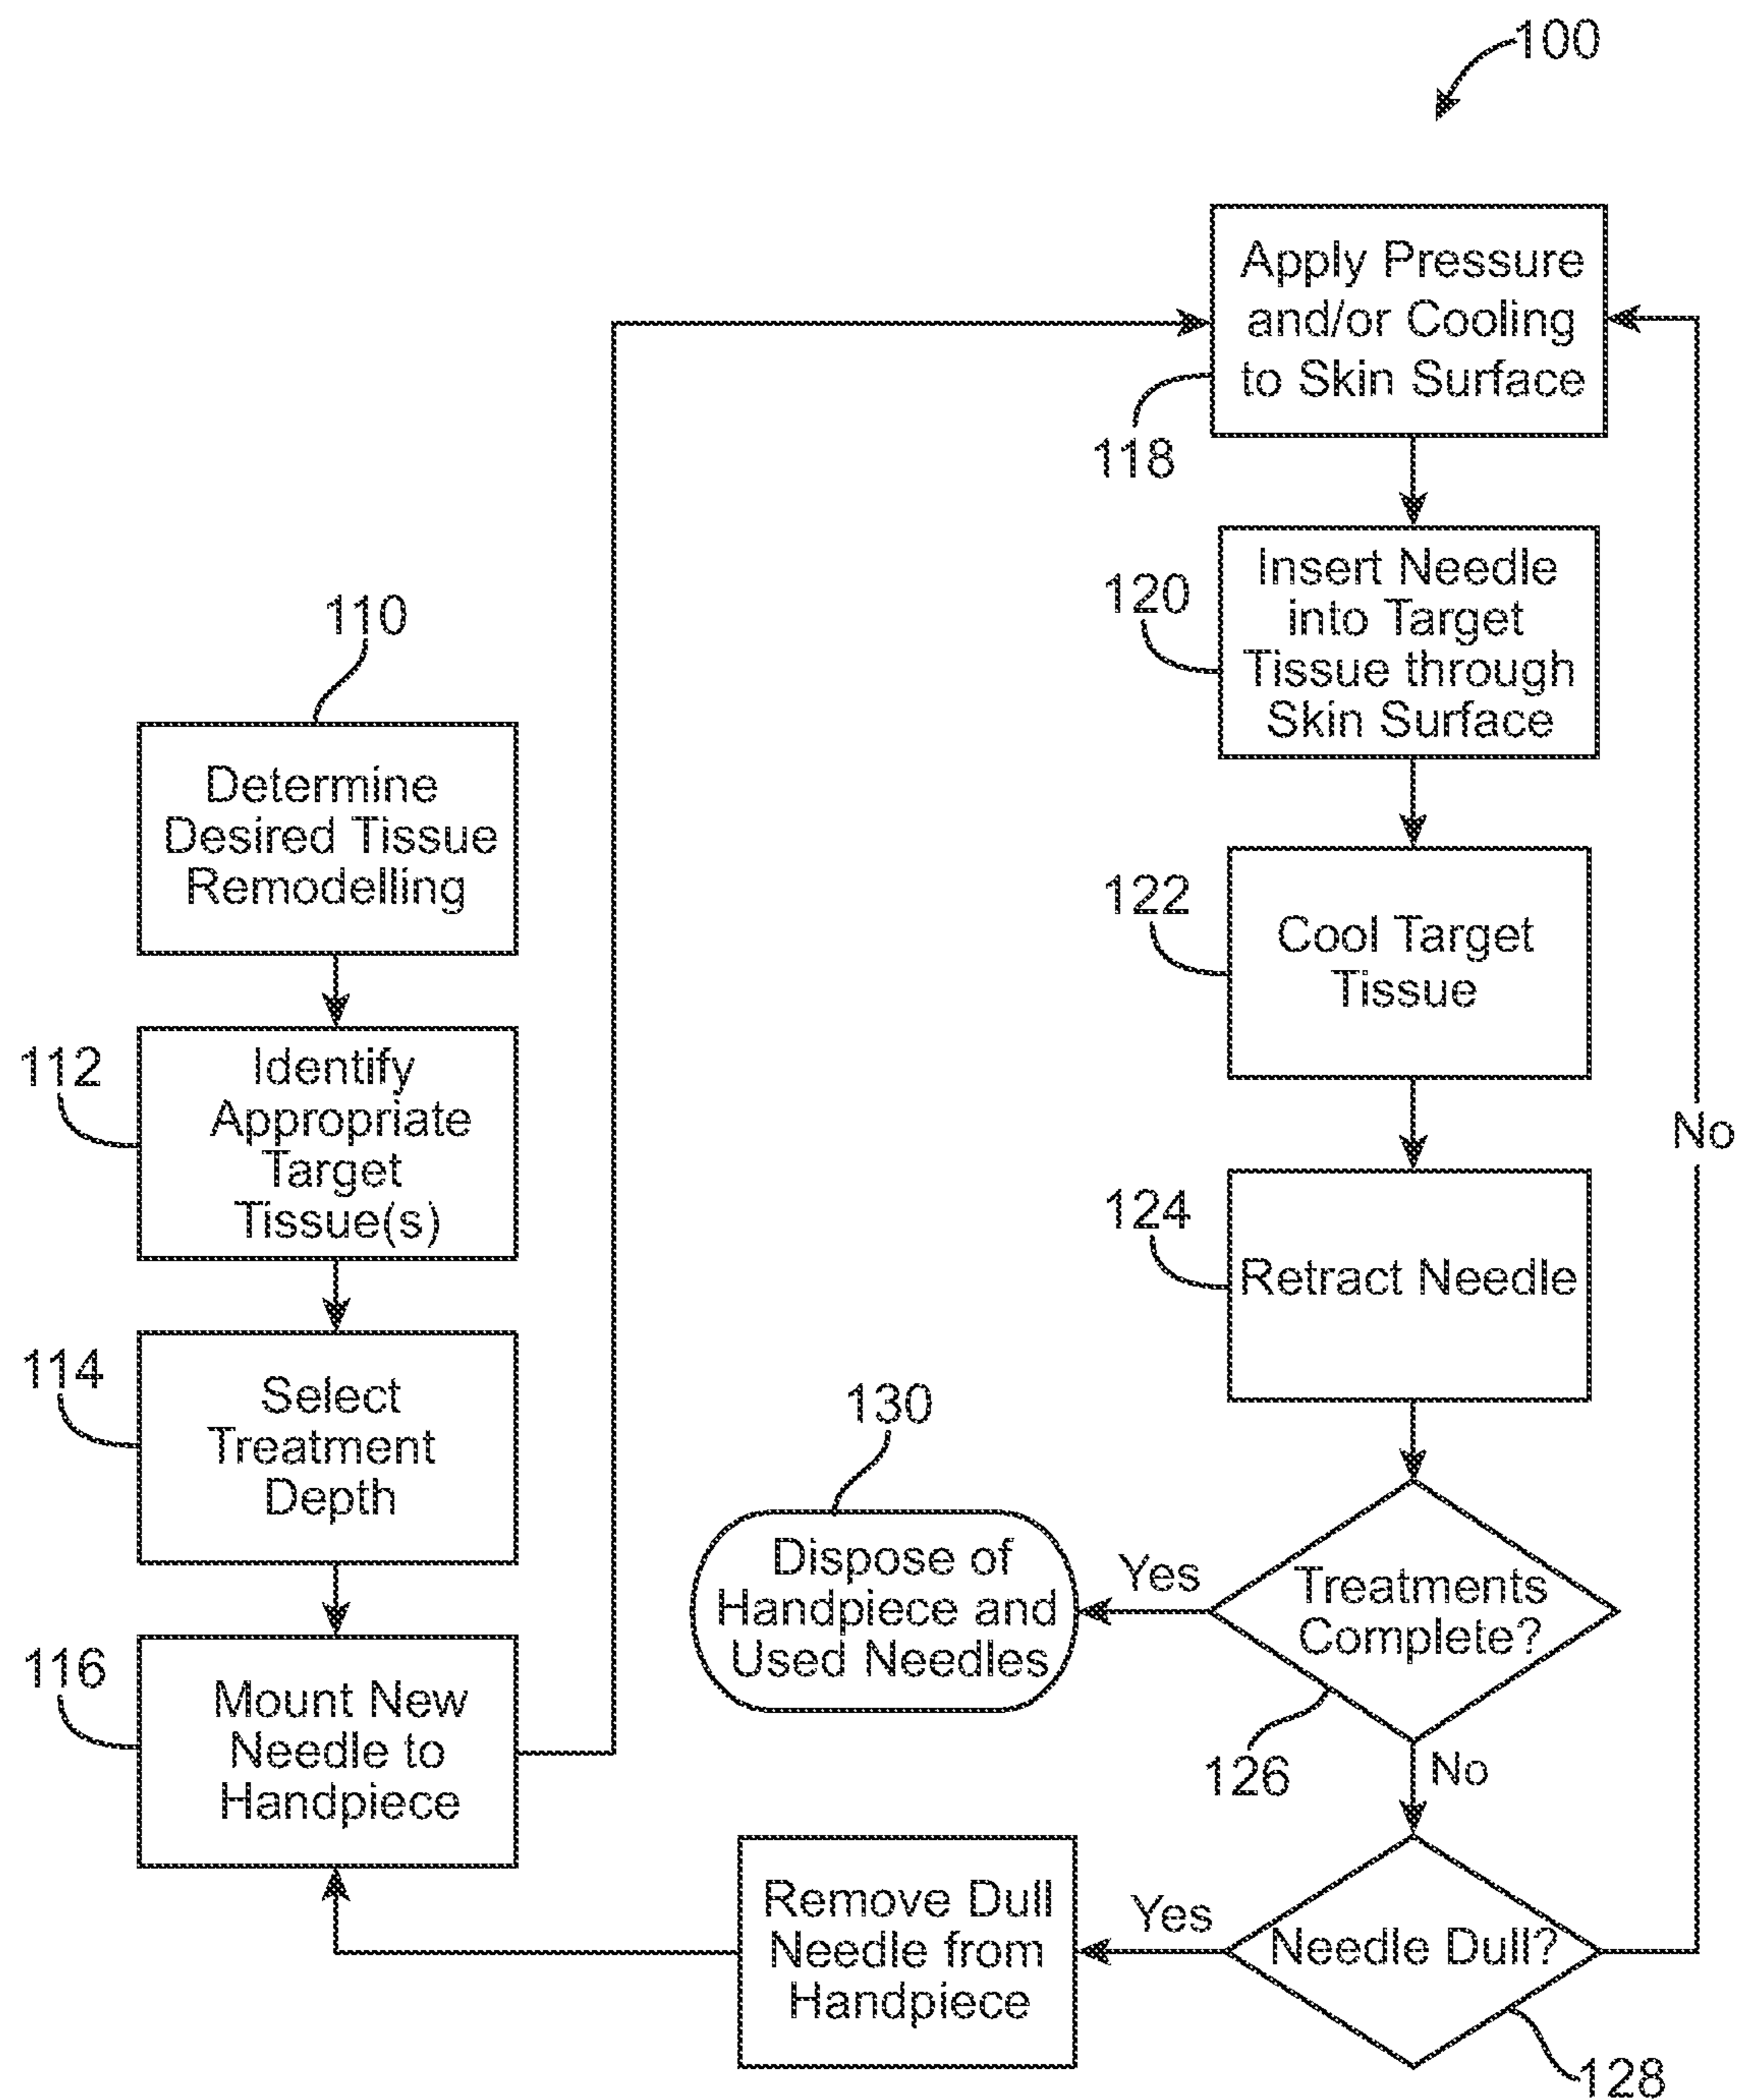 100
110
Determine
Desired Tissue
Remodelling
112
Identify
Appropriate
Target
Tissue(s)
114
Select
Treatment
Depth
116
Mount New
Needle to
Handpiece
Apply Pressure
and/or Cooling
to Skin Surface
118
120
Insert Needle
into Target
Tissue through
Skin Surface
122
Cool Target
Tissue
124
Retract Needle
Treatments
Complete?
126
Yes
130
Dispose of
Handpiece and
Used Needles
No
Needle Dull?
128
Yes
Remove Dull
Needle from
Handpiece
No